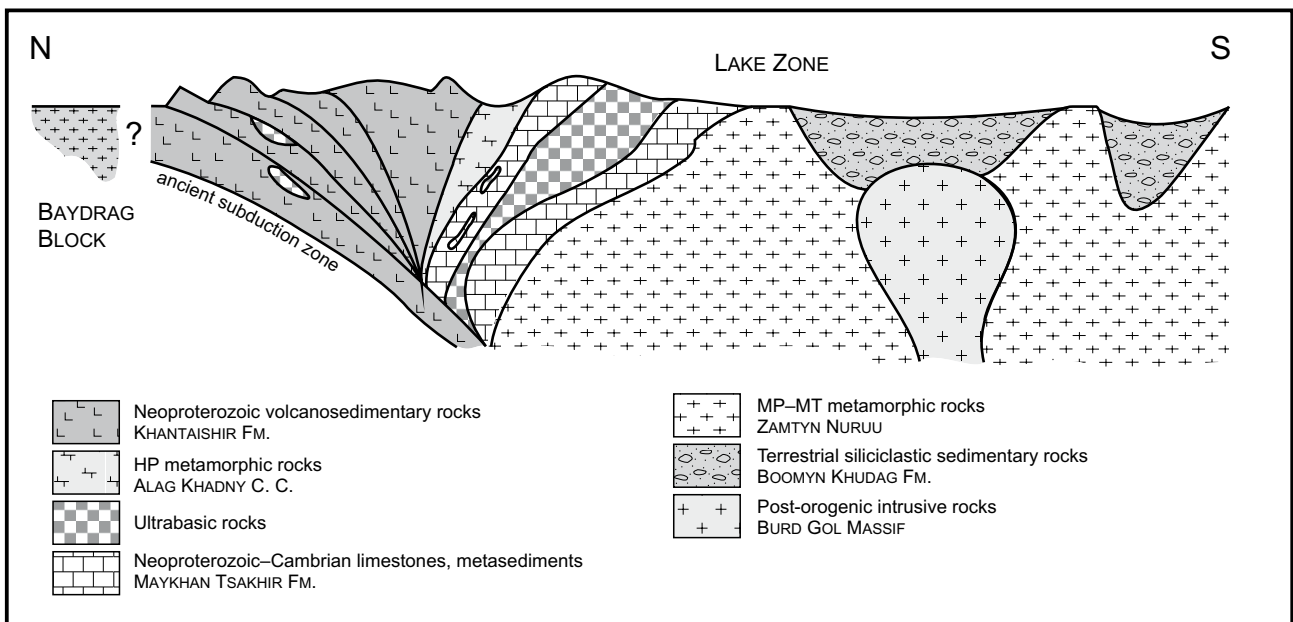 N
S
LAKE ZONE
?
BAYDRAG
BLOCK
ancient subduction zone
Neoproterozoic volcanosedimentary rocks
KHANTAISHIR FM.
HP metamorphic rocks
ALAG KHADNY C. C.
Ultrabasic rocks
Neoproterozoic–Cambrian limestones, metasediments
MAYKHAN TSAKHIR FM.
MP–MT metamorphic rocks
ZAMTYN NURUU
Terrestrial siliciclastic sedimentary rocks
BOOMYN KHUDAG FM.
Post-orogenic intrusive rocks
BURD GOL MASSIF